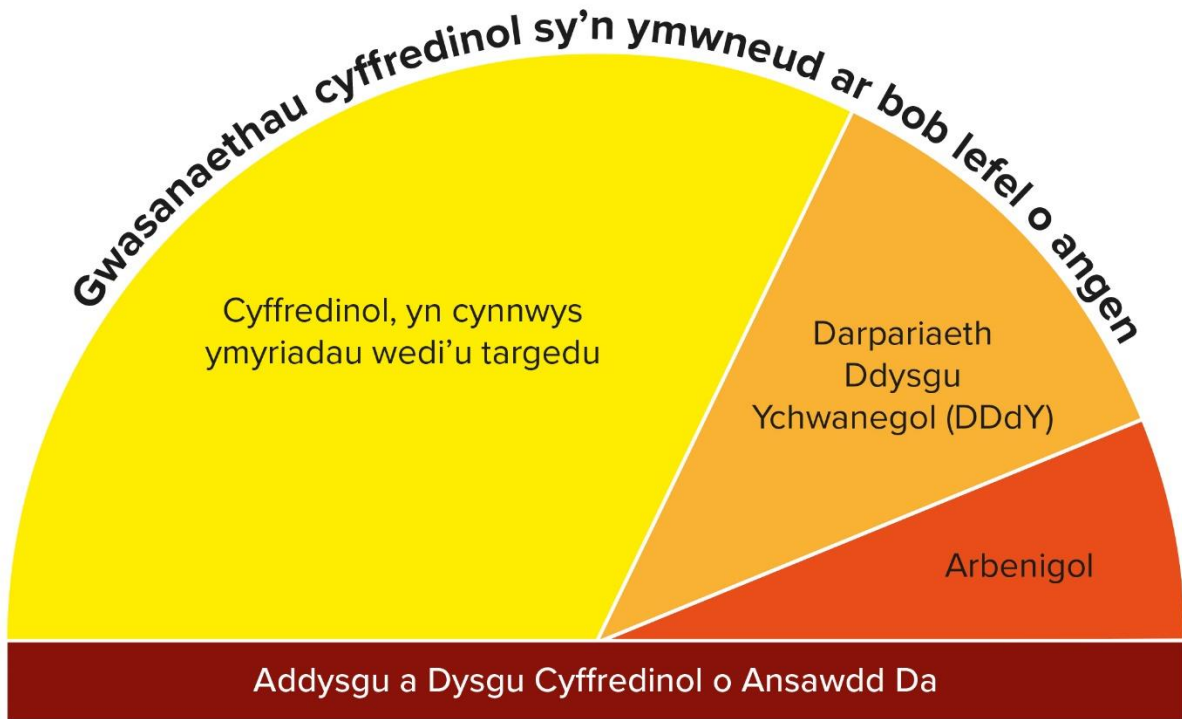 Gwasanaethau cyffredinol sy’n ymwneud ar bob lefel o angen
Cyffredinol, yn cynnwys
ymyriadau wedi’u targedu
Darpariaeth
Ddysgu
Ychwanegol (DDdY)
Arbenigol
Addysgu a Dysgu Cyffredinol o Ansawdd Da